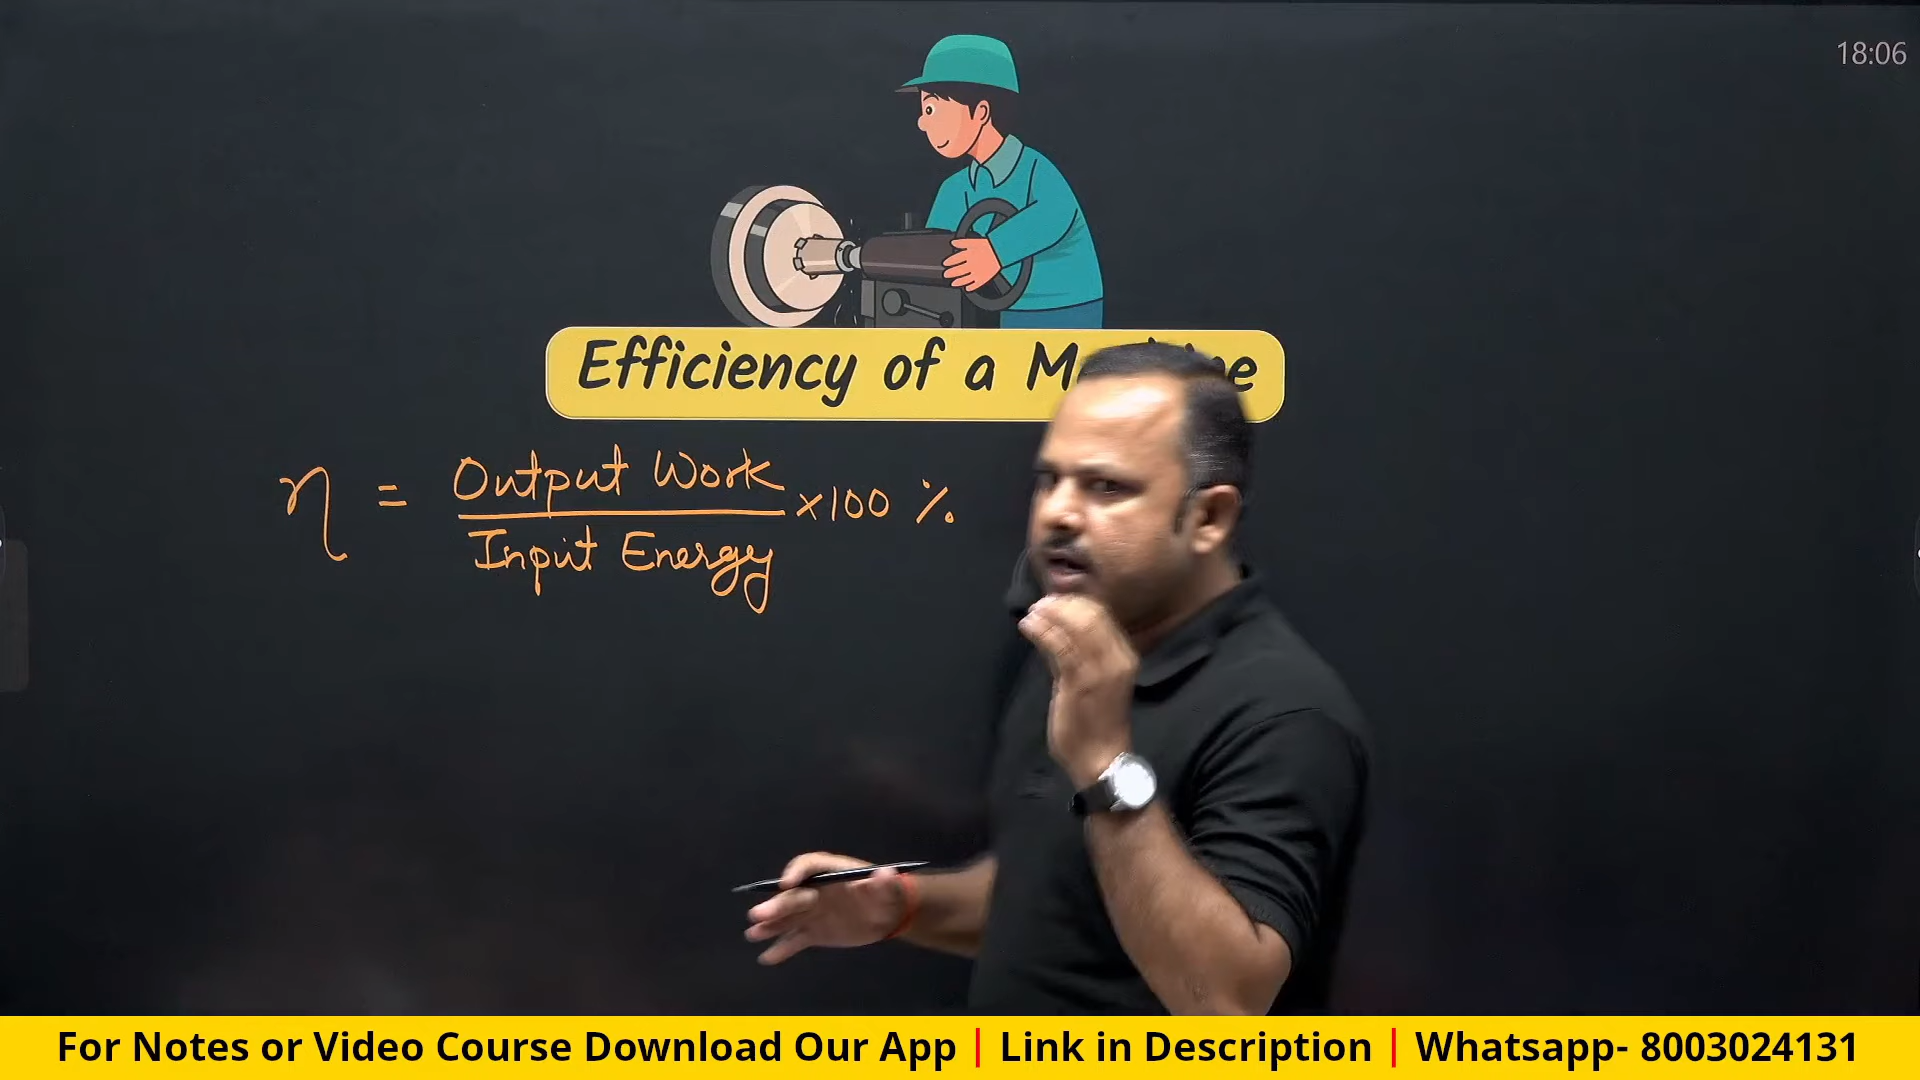 18:06
Efficiency of a
η = Output Work / Input Energy ×100 %
For Notes or Video Course Download Our App | Link in Description | Whatsapp- 8003024131